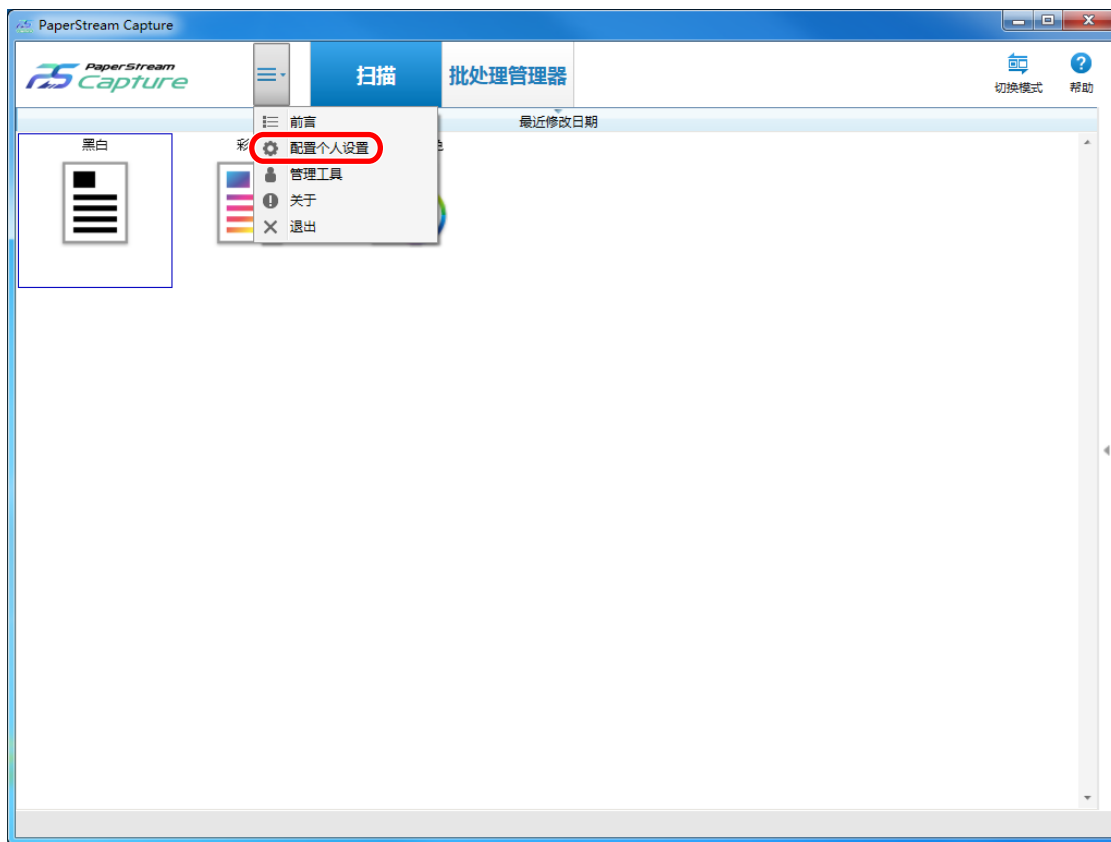 PaperStream Capture
PaperStream
Capture
扫描
批处理管理器
切换模式
帮助
最近修改日期
黑白
彩
前言
配置个人设置
管理工具
关于
退出